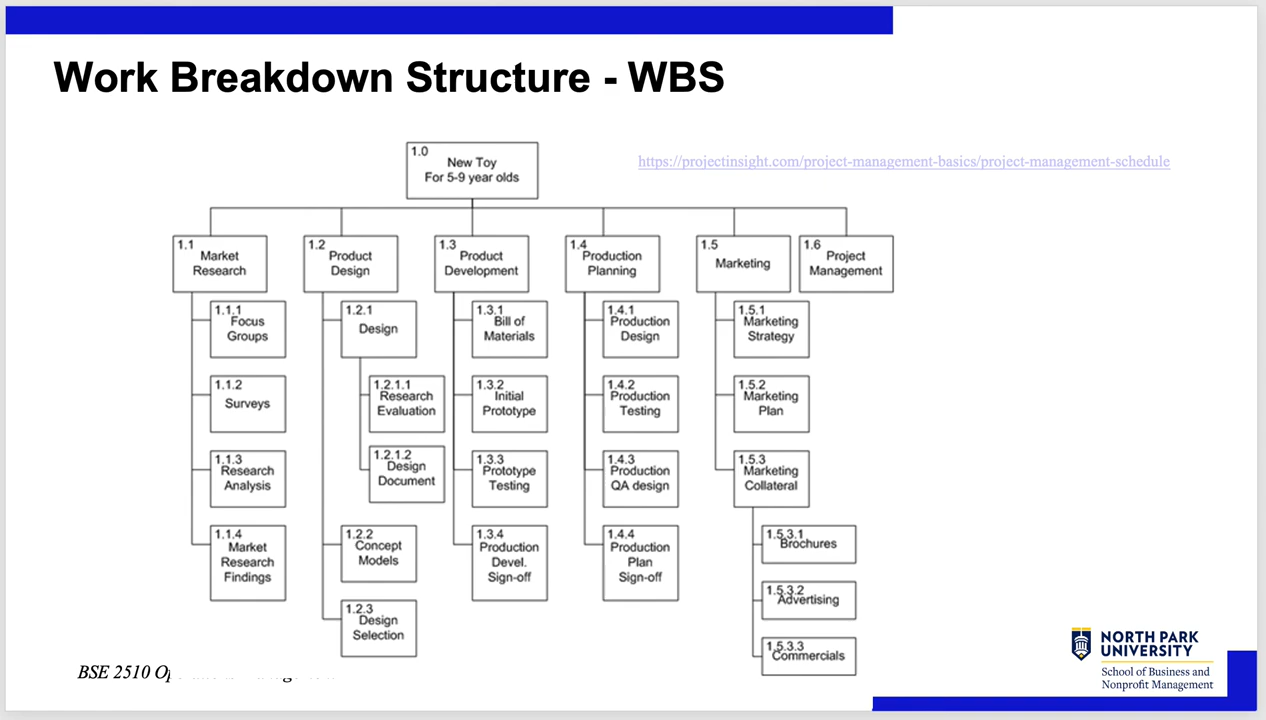 Work Breakdown Structure - WBS
https://projectinsight.com/project-management-basics/project-management-schedule
1.0
New Toy
For 5-9 year olds
1.1
Market
Research
1.2
Product
Design
1.3
Product
Development
1.4
Production
Planning
1.5
Marketing
1.6
Project
Management
1.1.1
Focus
Groups
1.1.2
Surveys
1.1.3
Research
Analysis
1.1.4
Market
Research
Findings
1.2.1
Design
1.2.1.1
Research
Evaluation
1.2.1.2
Design
Document
1.2.2
Concept
Models
1.2.3
Design
Selection
1.3.1
Bill of
Materials
1.3.2
Initial
Prototype
1.3.3
Prototype
Testing
1.3.4
Production
Devel.
Sign-off
1.4.1
Production
Design
1.4.2
Production
Testing
1.4.3
Production
QA design
1.4.4
Production
Plan
Sign-off
1.5.1
Marketing
Strategy
1.5.2
Marketing
Plan
1.5.3
Marketing
Collateral
1.5.3.1
Brochures
1.5.3.2
Advertising
1.5.3.3
Commercials
BSE 2510
NORTH PARK
UNIVERSITY
School of Business and
Nonprofit Management